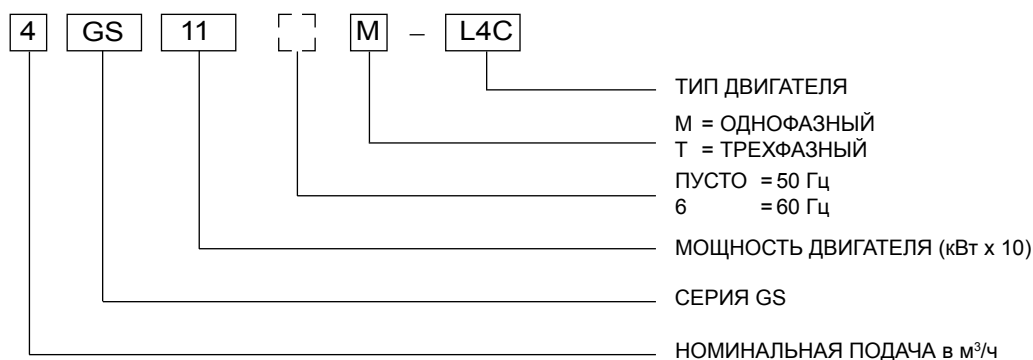 4 GS 11 M – L4C
ТИП ДВИГАТЕЛЯ
М = ОДНОФАЗНЫЙ
Т = ТРЕХФАЗНЫЙ
ПУСТО = 50 Гц
6 = 60 Гц
МОЩНОСТЬ ДВИГАТЕЛЯ (кВт x 10)
СЕРИЯ GS
НОМИНАЛЬНАЯ ПОДАЧА в м³/ч